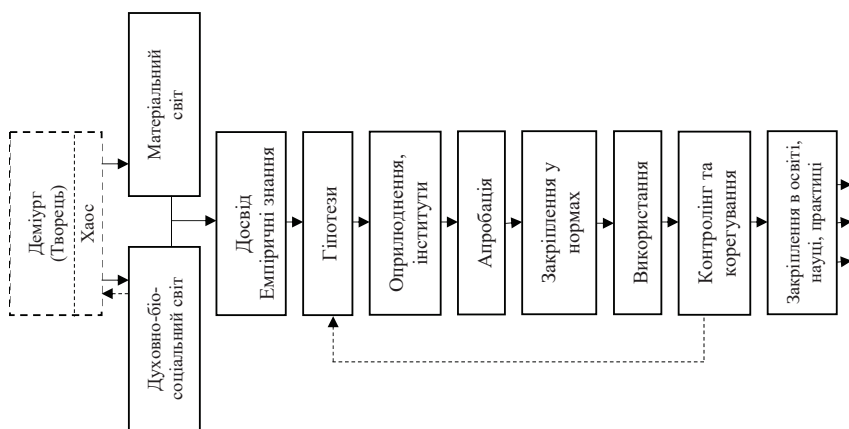 Деміург
(Творець)
Хаос
Духовно-біо-
соціальний світ
Матеріальний
світ
Досвід
Емпіричні знання
Гіпотези
Оприлюднення,
інститути
Апробація
Закріплення у
нормах
Використання
Контролінг та
корегування
Закріплення в освіті,
науці, практиці